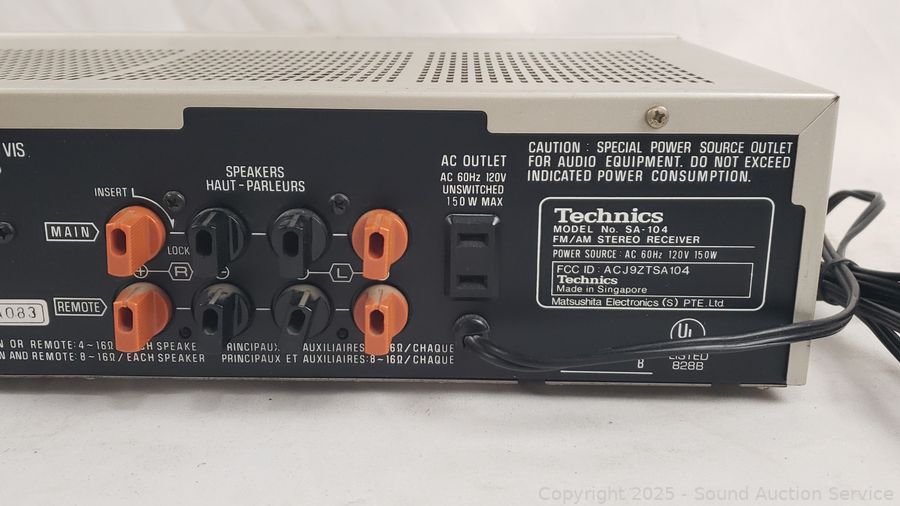 VIS.
SPEAKERS
HAUT-PARLEURS
INSERT
LOCK
MAIN
+ R - - L +
REMOTE
A083
N OR REMOTE: 4~16Ω/EACH SPEAKE
N AND REMOTE: 8~16Ω/EACH SPEAKER
RINCIPAUX AUXILIAIRES: 16Ω/CHAQUE
PRINCIPAUX ET AUXILIAIRES: 8~16Ω/CHAQUE
AC OUTLET
AC 60Hz 120V
UNSWITCHED
150W MAX
CAUTION : SPECIAL POWER SOURCE OUTLET
FOR AUDIO EQUIPMENT. DO NOT EXCEED
INDICATED POWER CONSUMPTION.
Technics
MODEL No. SA-104
FM/AM STEREO RECEIVER
POWER SOURCE : AC 60Hz 120V 150W
FCC ID : ACJ9ZTSA104
Technics
Made in Singapore
Matsushita Electronics (S) PTE. Ltd.
UL
LISTED
828B
B
Copyright 2025 - Sound Auction Service